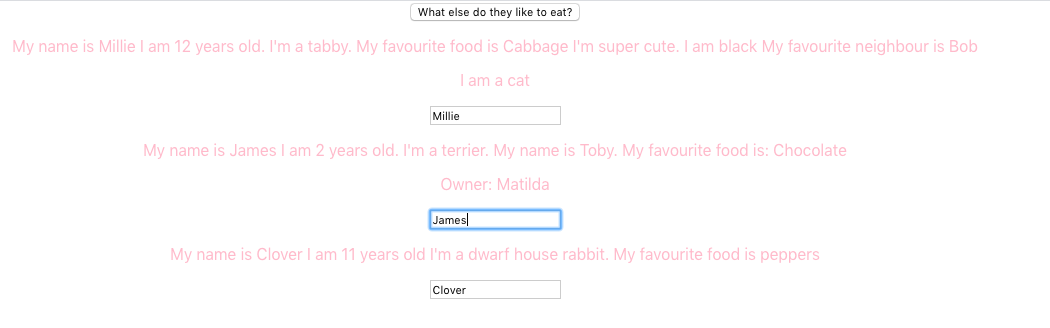 What else do they like to eat?
My name is Millie I am 12 years old. I'm a tabby. My favourite food is Cabbage I'm super cute. I am black My favourite neighbour is Bob
I am a cat
Millie
My name is James I am 2 years old. I'm a terrier. My name is Toby. My favourite food is: Chocolate
Owner: Matilda
James
My name is Clover I am 11 years old I'm a dwarf house rabbit. My favourite food is peppers
Clover